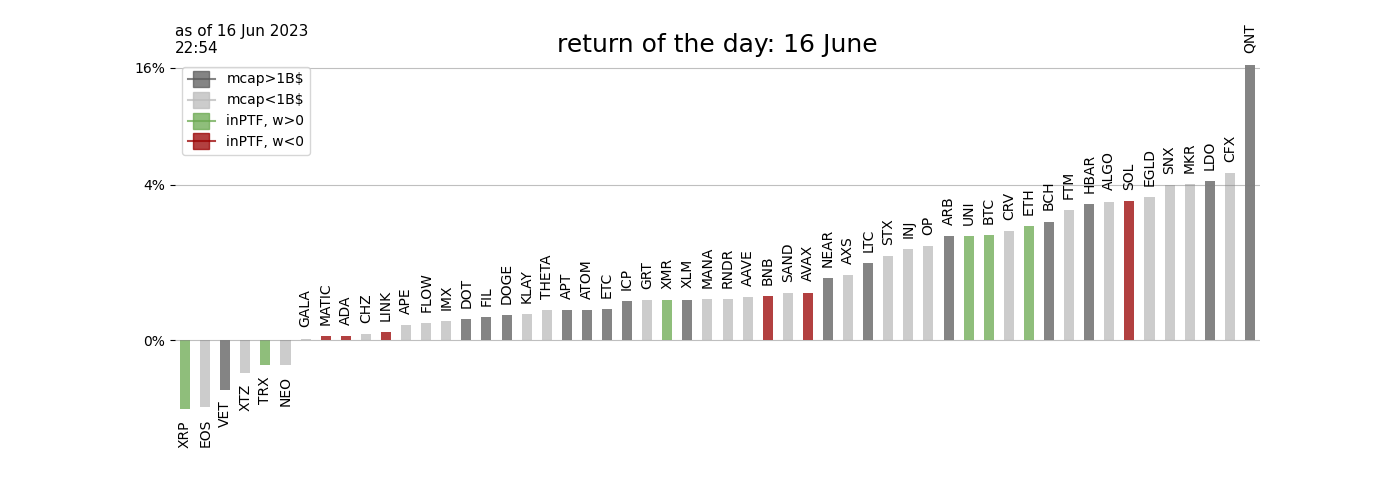 as of 16 Jun 2023
22:54
return of the day: 16 June
16%
4%
0%
mcap>1B$
mcap<1B$
inPTF, w>0
inPTF, w<0
XRP
EOS
VET
XTZ
TRX
NEO
GALA
MATIC
ADA
CHZ
LINK
APE
FLOW
IMX
DOT
FIL
DOGE
KLAY
THETA
APT
ATOM
ETC
ICP
GRT
XMR
XLM
MANA
RNDR
AAVE
BNB
SAND
AVAX
NEAR
AXS
LTC
STX
INJ
OP
ARB
UNI
BTC
CRV
ETH
BCH
FTM
HBAR
ALGO
SOL
EGLD
SNX
MKR
LDO
CFX
QNT